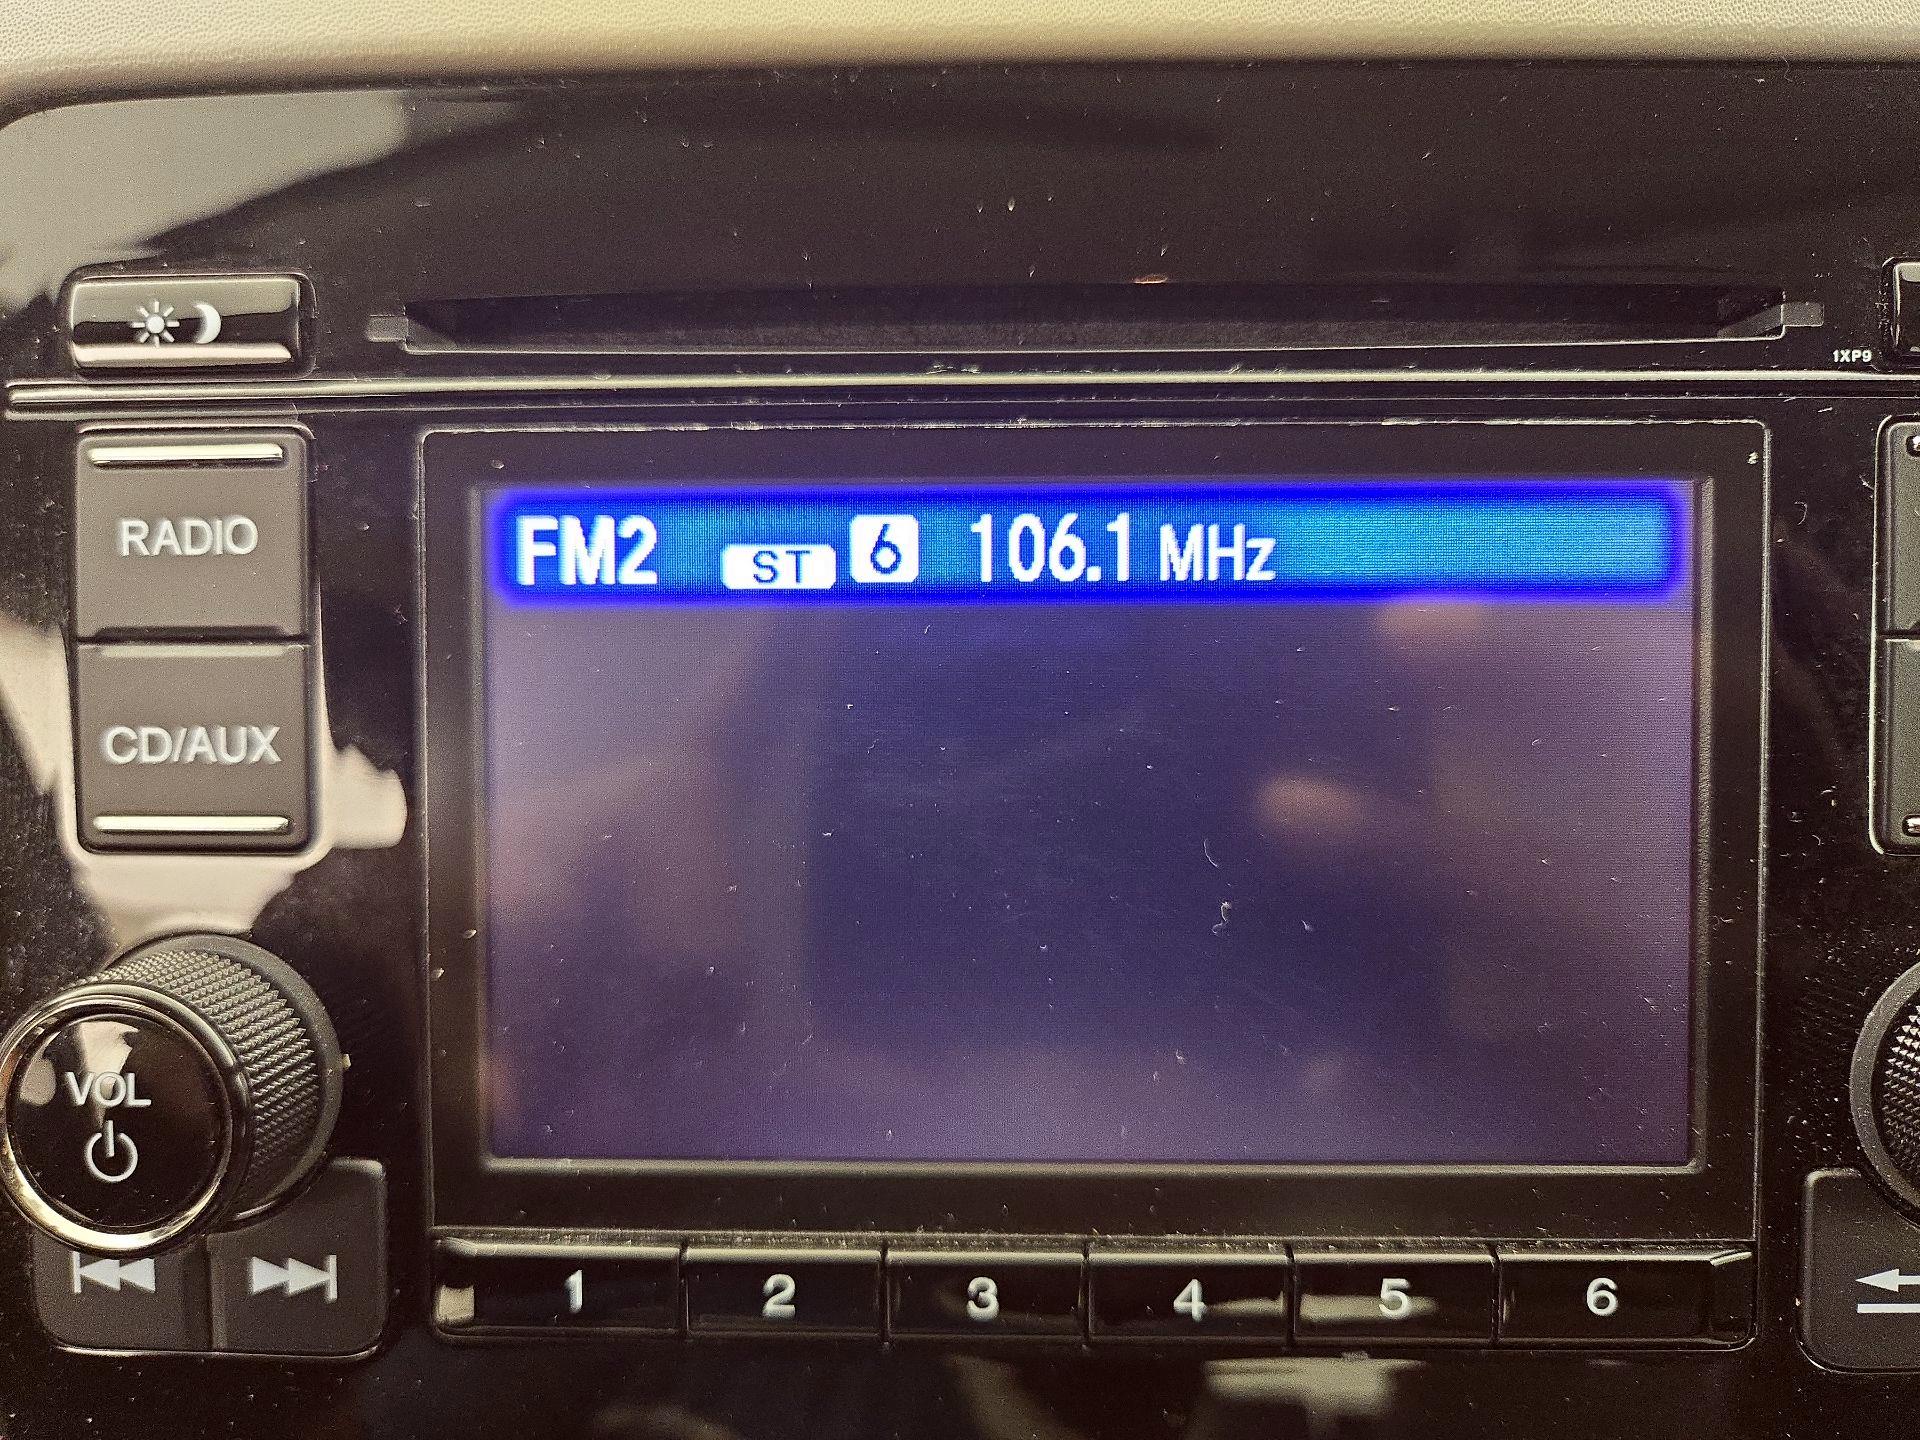 1XP9
RADIO
FM2 ST 6 106.1 MHz
CD/AUX
VOL
1 2 3 4 5 6